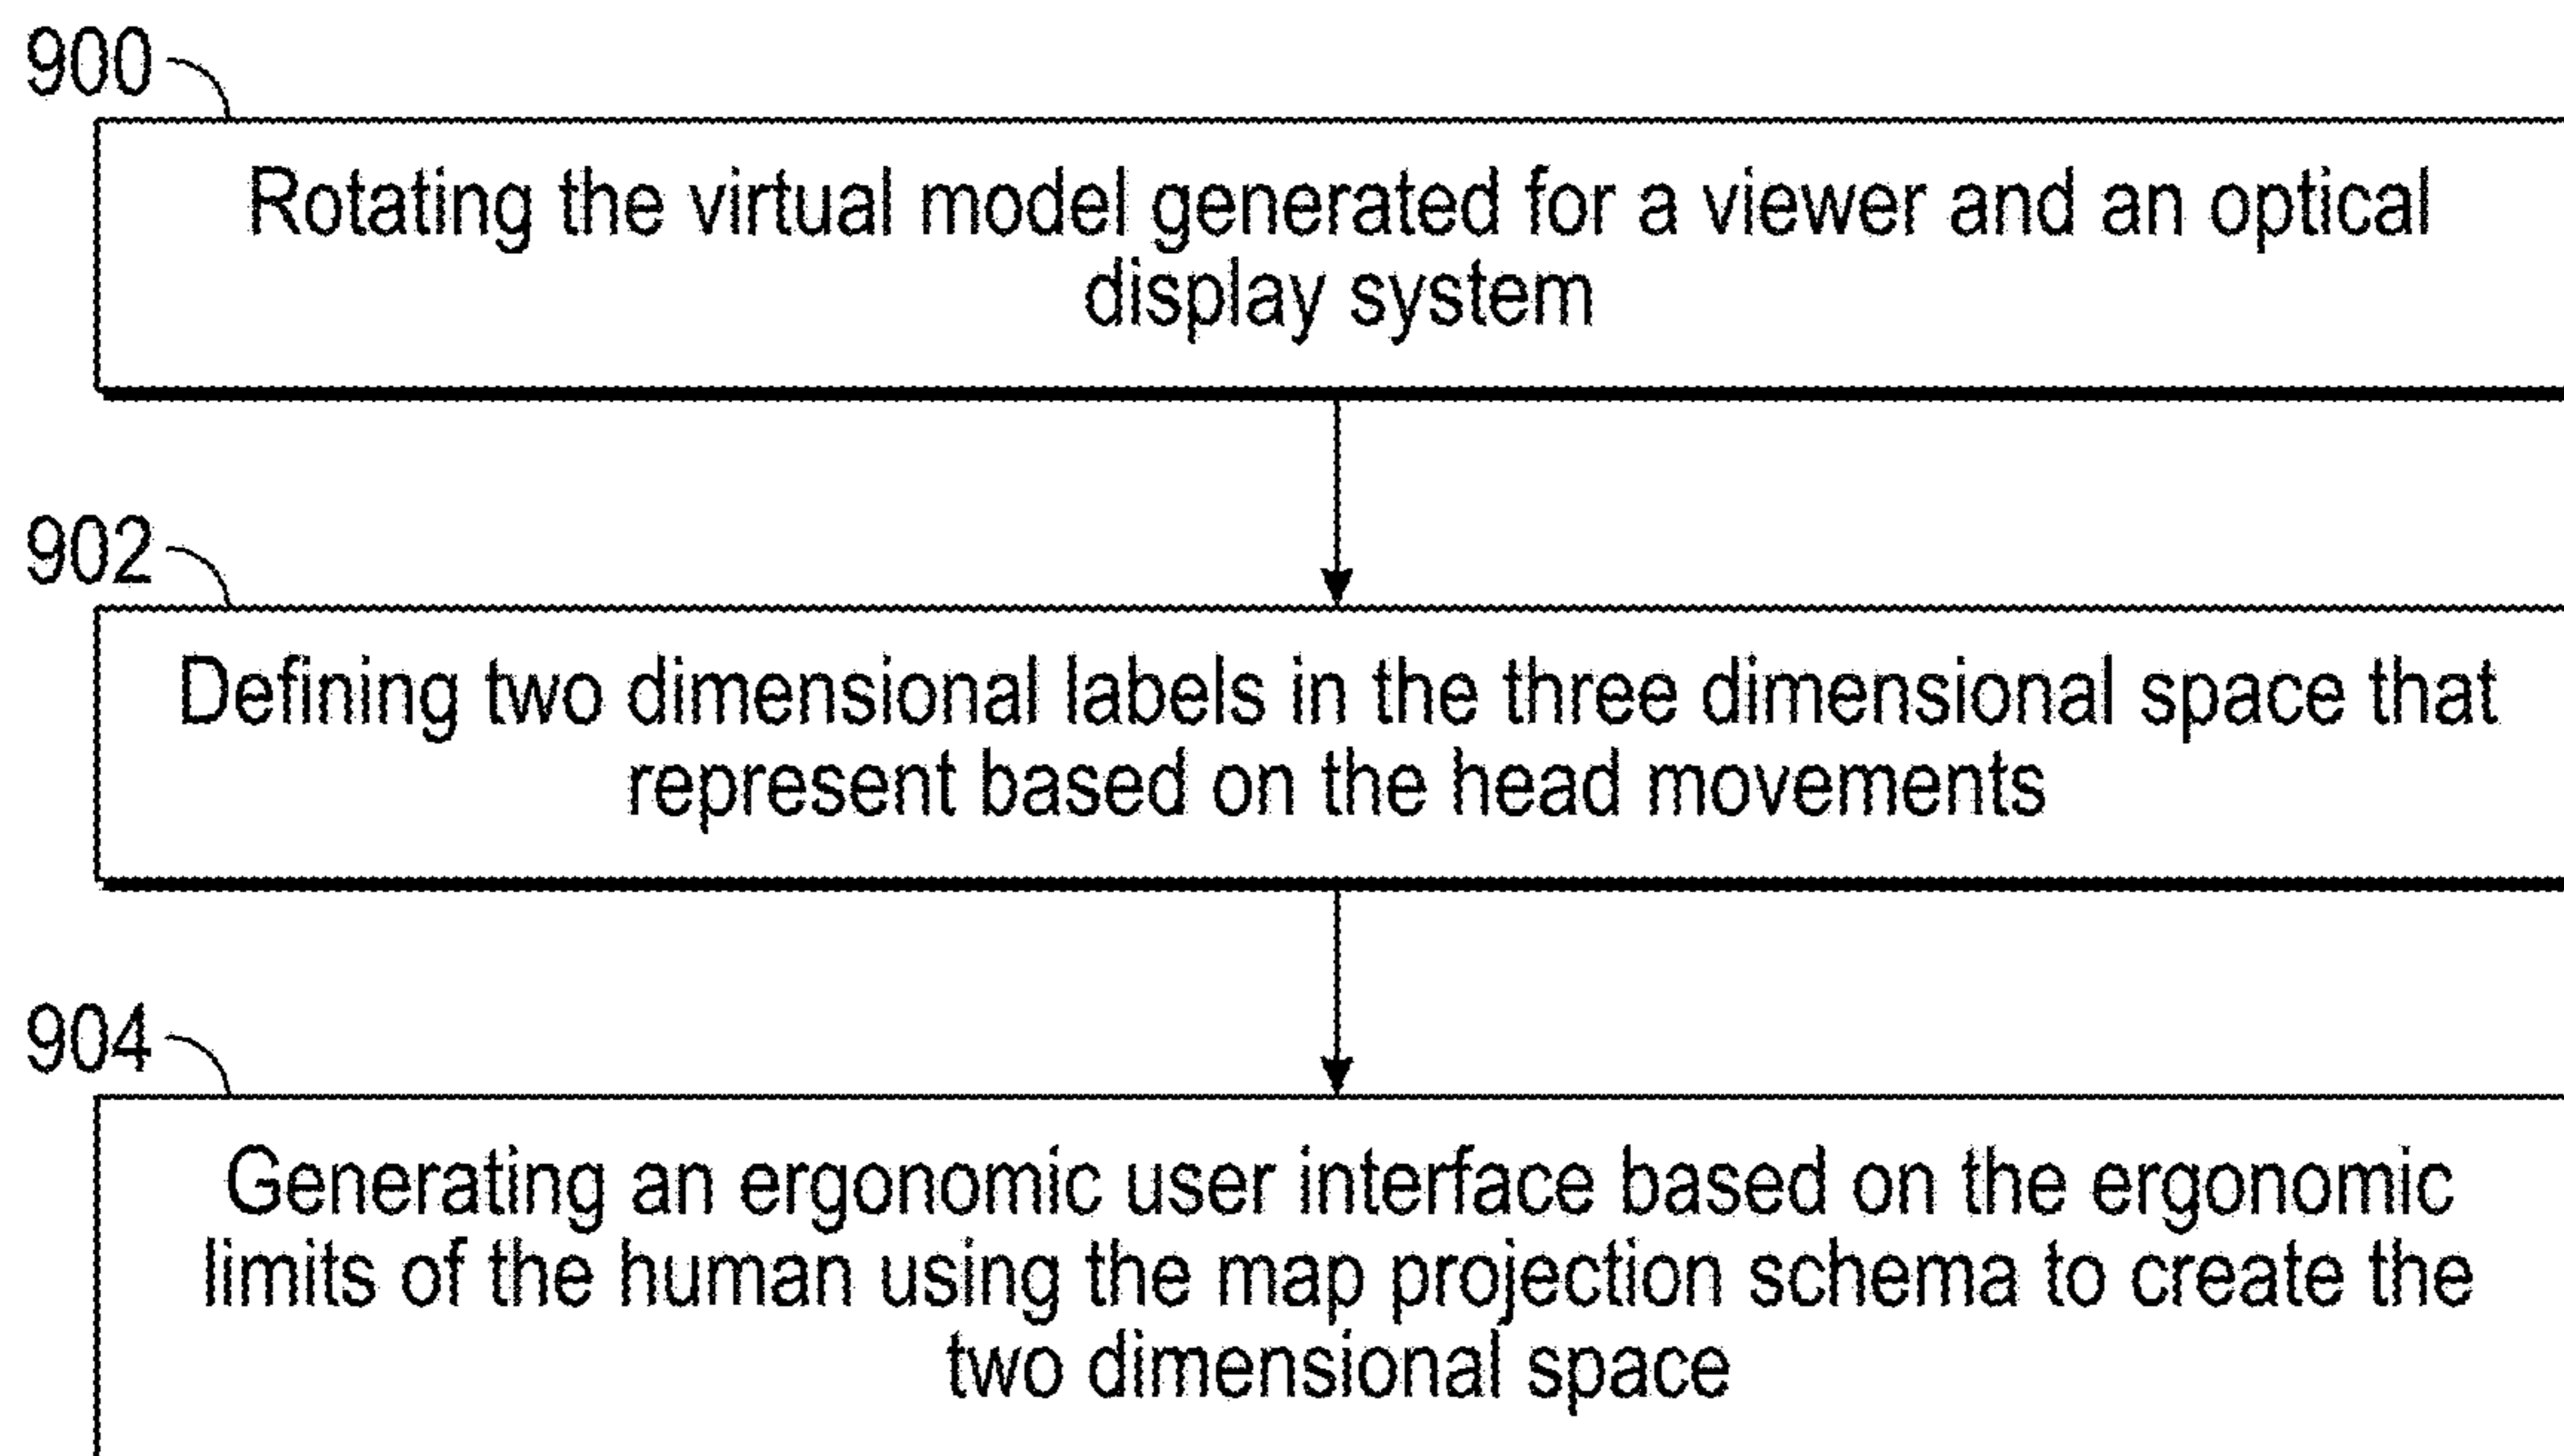 900
Rotating the virtual model generated for a viewer and an optical
display system
902
Defining two dimensional labels in the three dimensional space that
represent based on the head movements
904
Generating an ergonomic user interface based on the ergonomic
limits of the human using the map projection schema to create the
two dimensional space